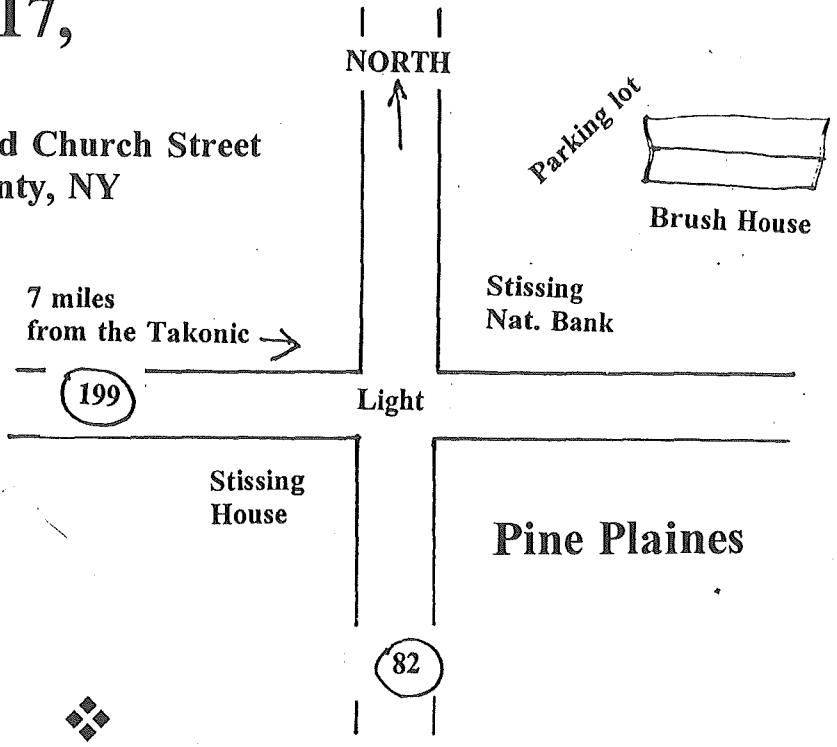 17,
NORTH
d Church Street
nty, NY
Parking lot
Brush House
7 miles
from the Takonic
Stissing
Nat. Bank
199
Light
Stissing
House
Pine Plaines
82